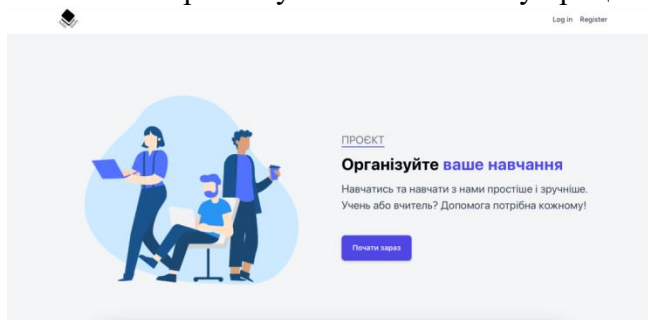 Log in Register
ПРОЄКТ
Організуйте ваше навчання
Навчатись та навчати з нами простіше і зручніше.
Учень або вчитель? Допомога потрібна кожному!
Почати зараз